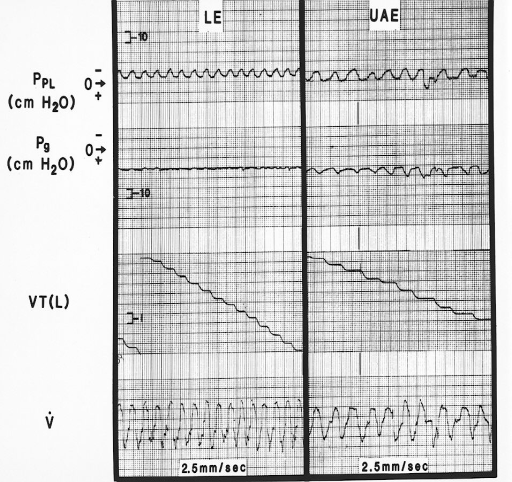 LE
UAE
10
PPL
(cm H2O)
−
0→
+
Pg
(cm H2O)
−
0→
+
10
VT(L)
1
V̇
2.5mm/sec
2.5mm/sec